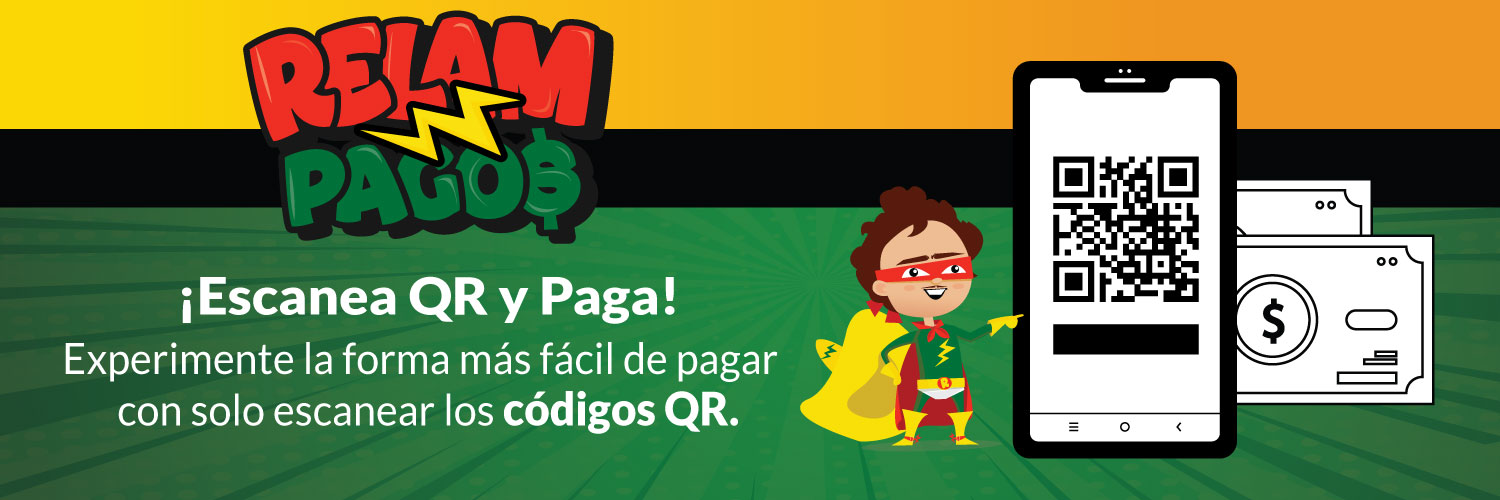 RELAM
PAGO$
¡Escanea QR y Paga!
Experimente la forma más fácil de pagar
con solo escanear los códigos QR.
R
$